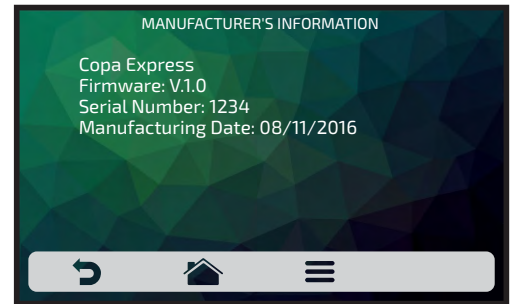 MANUFACTURER'S INFORMATION
Copa Express
Firmware: V.1.0
Serial Number: 1234
Manufacturing Date: 08/11/2016